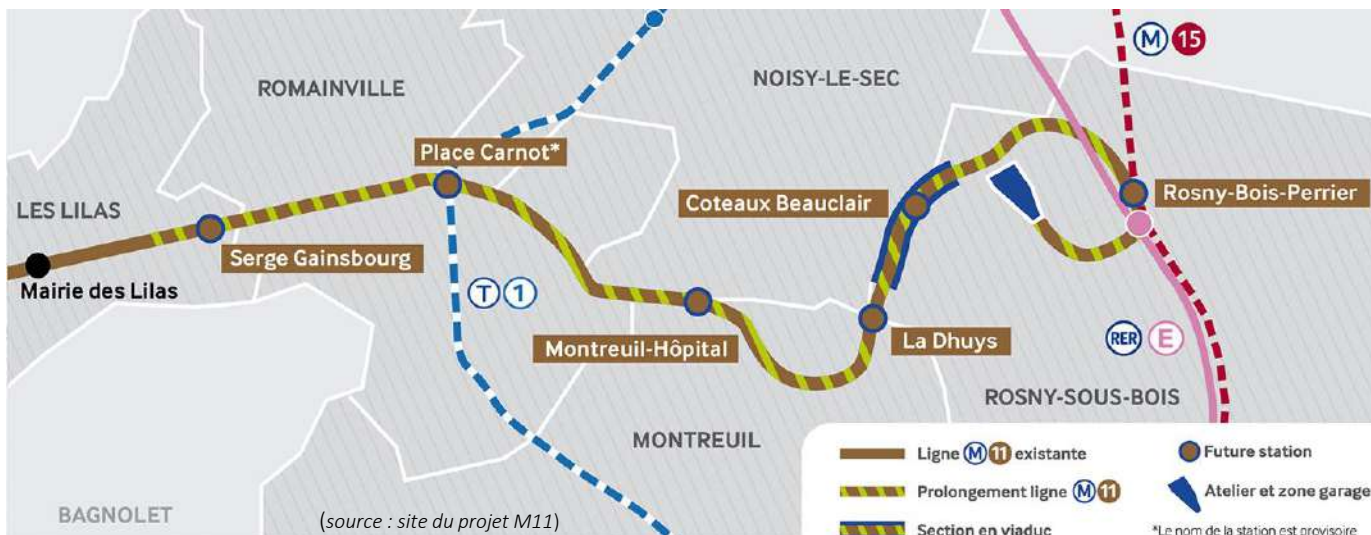 M 15
ROMAINVILLE
NOISY-LE-SEC
Place Carnot*
Rosny-Bois-Perrier
Coteaux Beauclair
LES LILAS
Serge Gainsbourg
Mairie des Lilas
T 1
Montreuil-Hôpital
La Dhuys
RER E
ROSNY-SOUS-BOIS
MONTREUIL
BAGNOLET
(source : site du projet M11)
Ligne M 11 existante
Future station
Prolongement ligne M 11
Atelier et zone garage
Section en viaduc
*Le nom de la station est provisoire